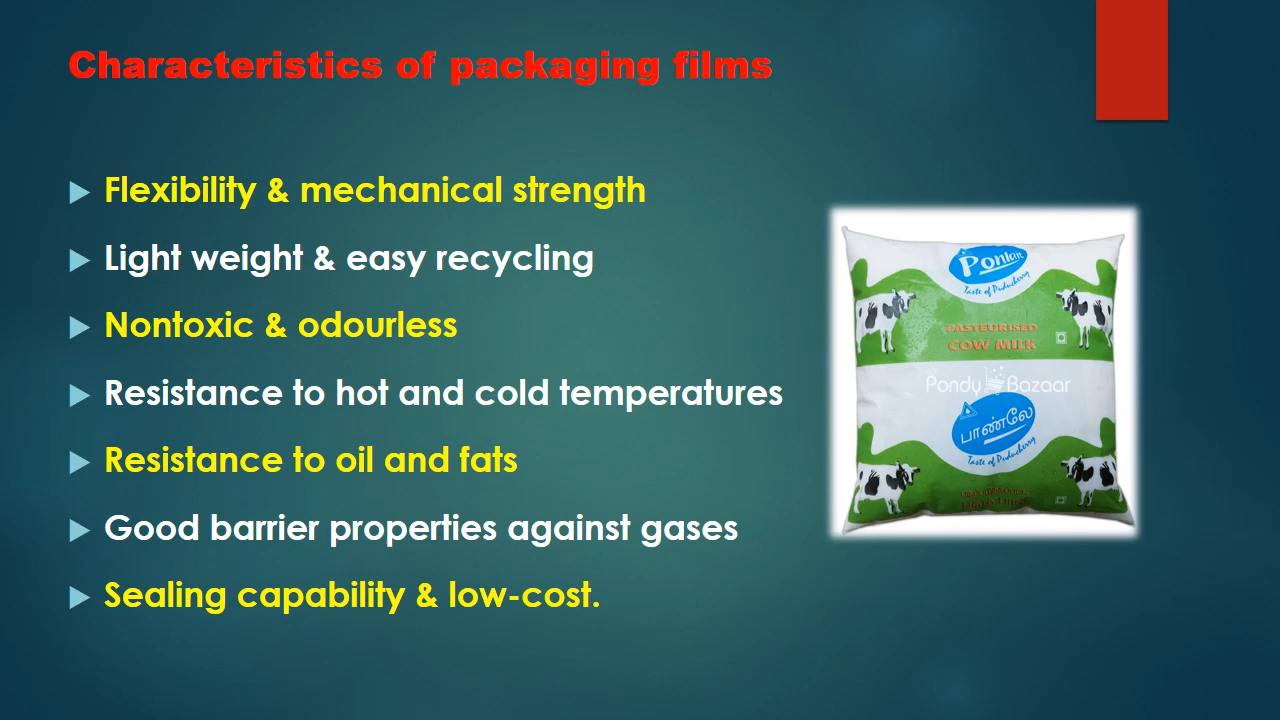 Characteristics of packaging films
Flexibility & mechanical strength
Light weight & easy recycling
Nontoxic & odourless
Resistance to hot and cold temperatures
Resistance to oil and fats
Good barrier properties against gases
Sealing capability & low-cost.
Ponlait
Taste of Puducherry
PASTEURISED
COW MILK
Pondy Bazaar
பாண்லே
Taste of Puducherry